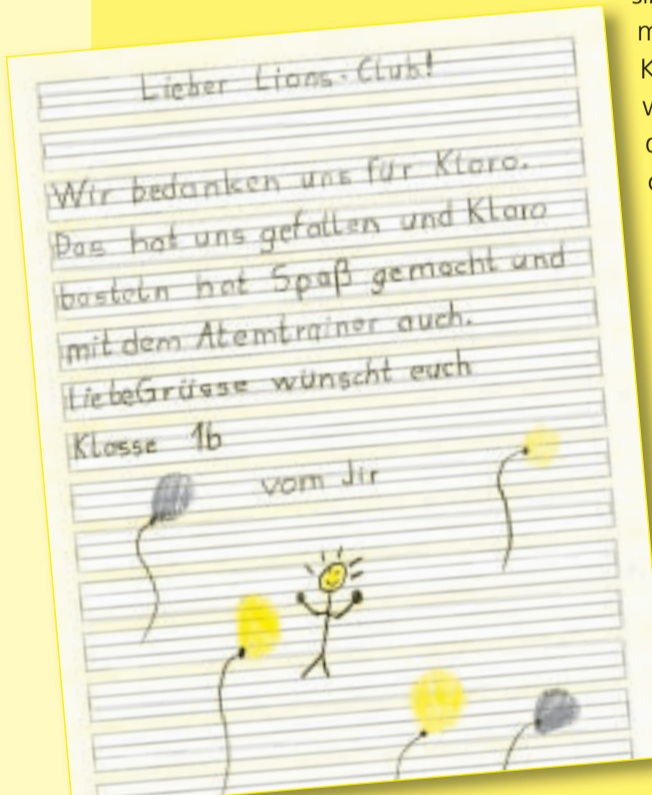 Lieber Lions-Club!
Wir bedanken uns für Klaro.
Das hat uns gefallen und Klaro
basteln hat Spaß gemacht und
mit dem Atemtrainer auch.
LiebeGrüsse wünscht euch
Klasse 1b
vom dir